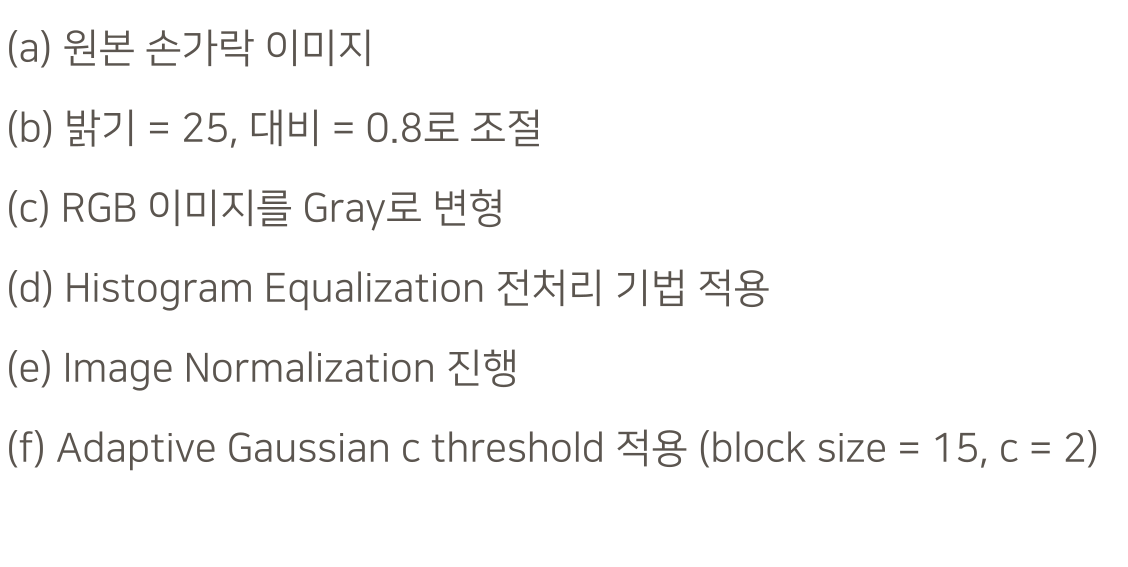 (a) 원본 손가락 이미지
(b) 밝기 = 25, 대비 = 0.8로 조절
(c) RGB 이미지를 Gray로 변형
(d) Histogram Equalization 전처리 기법 적용
(e) Image Normalization 진행
(f) Adaptive Gaussian c threshold 적용 (block size = 15, c = 2)